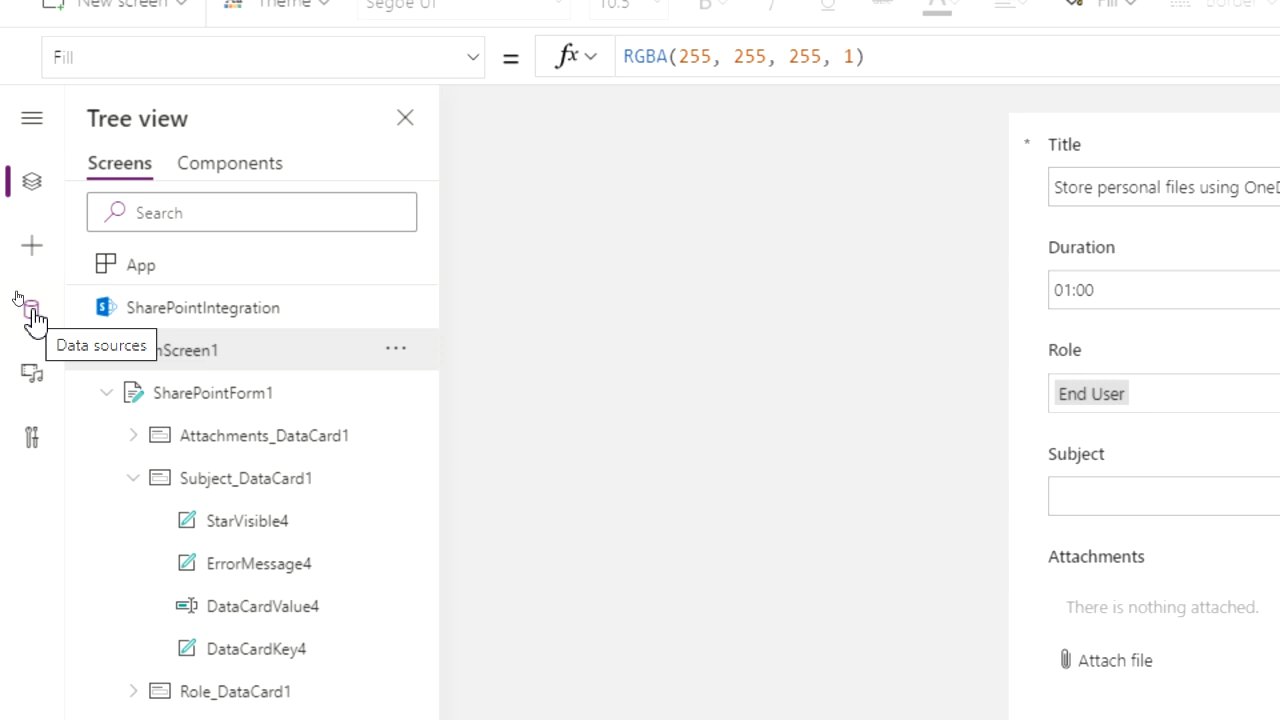 New screen Theme Segoe UI 10.5 B Fill Border
Fill = fx RGBA(255, 255, 255, 1)
Tree view
Screens Components
Search
App
SharePointIntegration
Data sources
nScreen1
SharePointForm1
Attachments_DataCard1
Subject_DataCard1
StarVisible4
ErrorMessage4
DataCardValue4
DataCardKey4
Role_DataCard1
* Title
Store personal files using OneD
Duration
01:00
Role
End User
Subject
Attachments
There is nothing attached.
Attach file